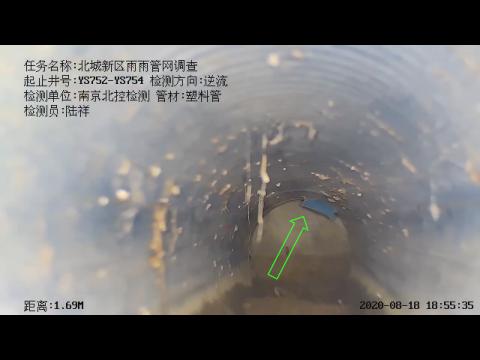 任务名称:北城新区雨雨管网调查
起止井号:YS752-YS754 检测方向:逆流
检测单位:南京北控检测 管材:塑料管
检测员:陆祥
距离:1.69M
2020-08-18 18:55:35